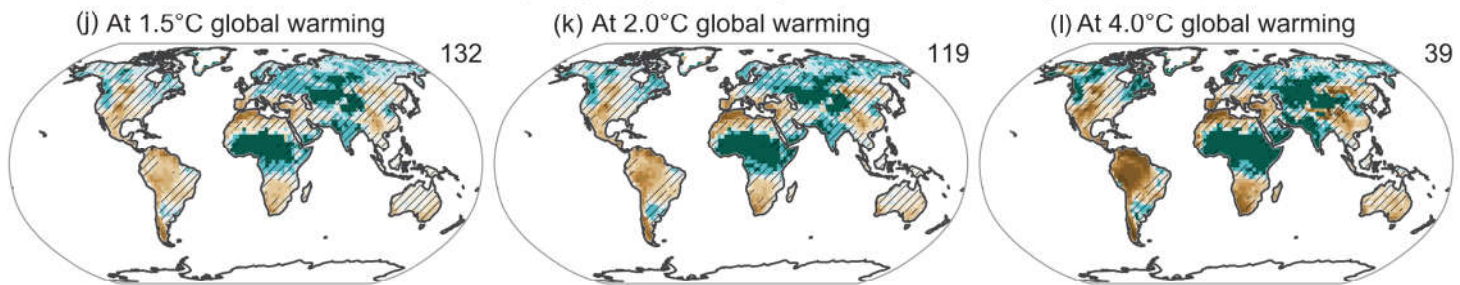 (j) At 1.5°C global warming
132
(k) At 2.0°C global warming
119
(l) At 4.0°C global warming
39